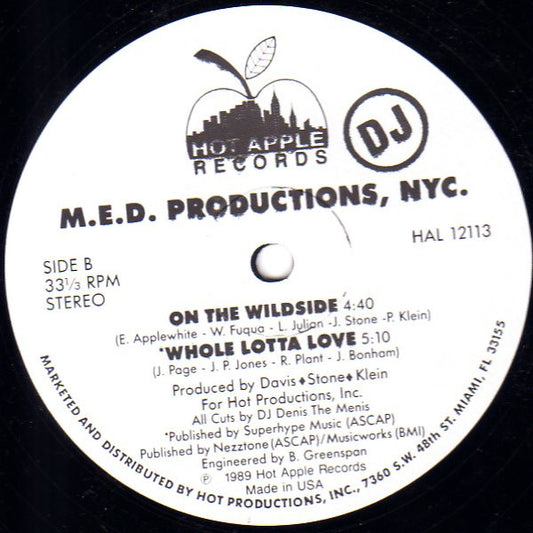 HOT APPLE
RECORDS
DJ
M.E.D. PRODUCTIONS, NYC.
HAL 12113
SIDE B
33⅓ RPM
STEREO
ON THE WILDSIDE 4:40
(E. Applewhite - W. Fuqua - L. Julian - J. Stone - P. Klein)
*WHOLE LOTTA LOVE 5:10
(J. Page - J. P. Jones - R. Plant - J. Bonham)
Produced by Davis♦Stone♦Klein
For Hot Productions, Inc.
All Cuts by DJ Denis The Menis
*Published by Superhype Music (ASCAP)
Published by Nezztone (ASCAP)/Musicworks (BMI)
Engineered by B. Greenspan
℗ 1989 Hot Apple Records
Made in USA
MARKETED AND DISTRIBUTED BY HOT PRODUCTIONS, INC., 7360 S.W. 48th ST. MIAMI, FL 33155